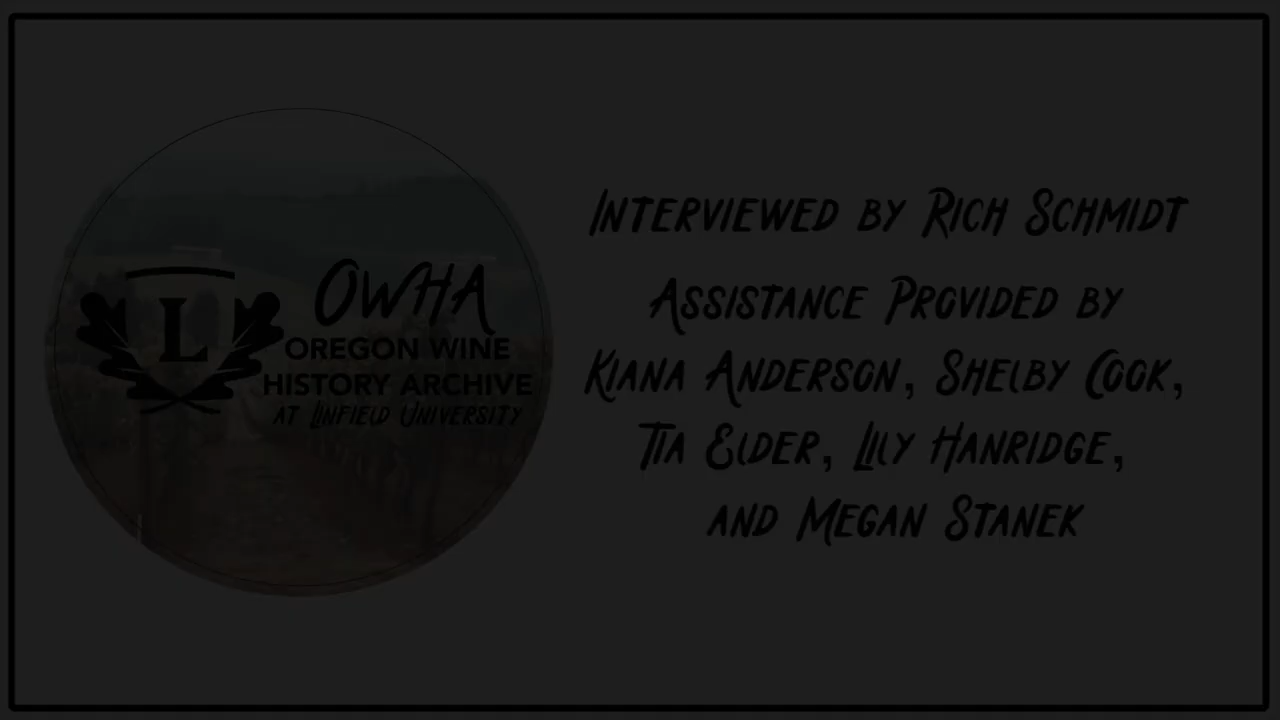 L
OWHA
OREGON WINE
HISTORY ARCHIVE
AT LINFIELD UNIVERSITY
INTERVIEWED BY RICH SCHMIDT
ASSISTANCE PROVIDED BY
KIANA ANDERSON, SHELBY COOK,
TIA ELDER, LILY HANRIDGE,
AND MEGAN STANEK